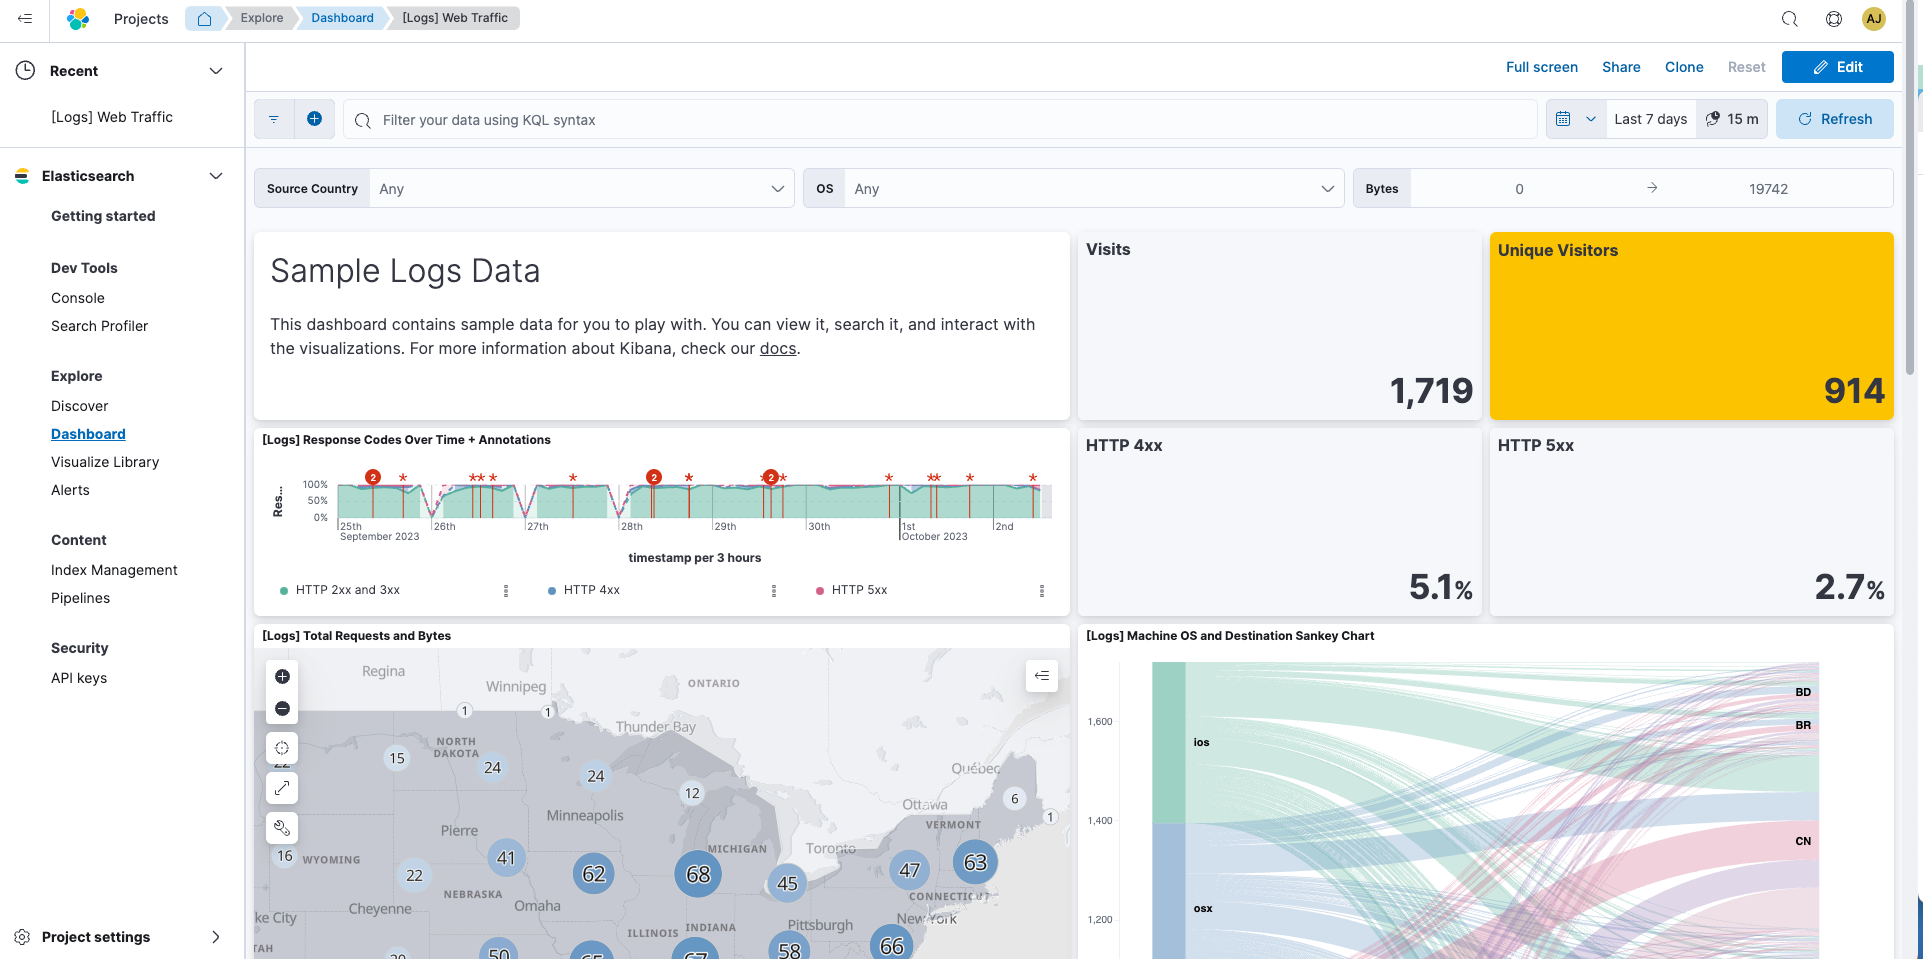 Projects
Explore
Dashboard
[Logs] Web Traffic
AJ
Recent
[Logs] Web Traffic
Elasticsearch
Getting started
Dev Tools
Console
Search Profiler
Explore
Discover
Dashboard
Visualize Library
Alerts
Content
Index Management
Pipelines
Security
API keys
Project settings
Full screen
Share
Clone
Reset
Edit
Filter your data using KQL syntax
Last 7 days
15 m
Refresh
Source Country
Any
OS
Any
Bytes
0
19742
Sample Logs Data
This dashboard contains sample data for you to play with. You can view it, search it, and interact with
the visualizations. For more information about Kibana, check our docs.
Visits
1,719
Unique Visitors
914
[Logs] Response Codes Over Time + Annotations
2
2
2
Res...
100%
50%
0%
25th
26th
27th
28th
29th
30th
1st
2nd
September 2023
October 2023
timestamp per 3 hours
HTTP 2xx and 3xx
HTTP 4xx
HTTP 5xx
HTTP 4xx
5.1%
HTTP 5xx
2.7%
[Logs] Total Requests and Bytes
Regina
Winnipeg
ONTARIO
1
1
Thunder Bay
NORTH
DAKOTA
15
24
24
Québec
12
6
Ottawa
1
Minneapolis
Pierre
VERMONT
MICHIGAN
Toronto
16
WYOMING
41
62
68
45
47
63
22
NEBRASKA
CONNECTICUT
Cheyenne
Omaha
ke City
Pittsburgh
New York
ILLINOIS
INDIANA
TAH
50
58
66
[Logs] Machine OS and Destination Sankey Chart
BD
1,600
BR
ios
1,400
CN
osx
1,200